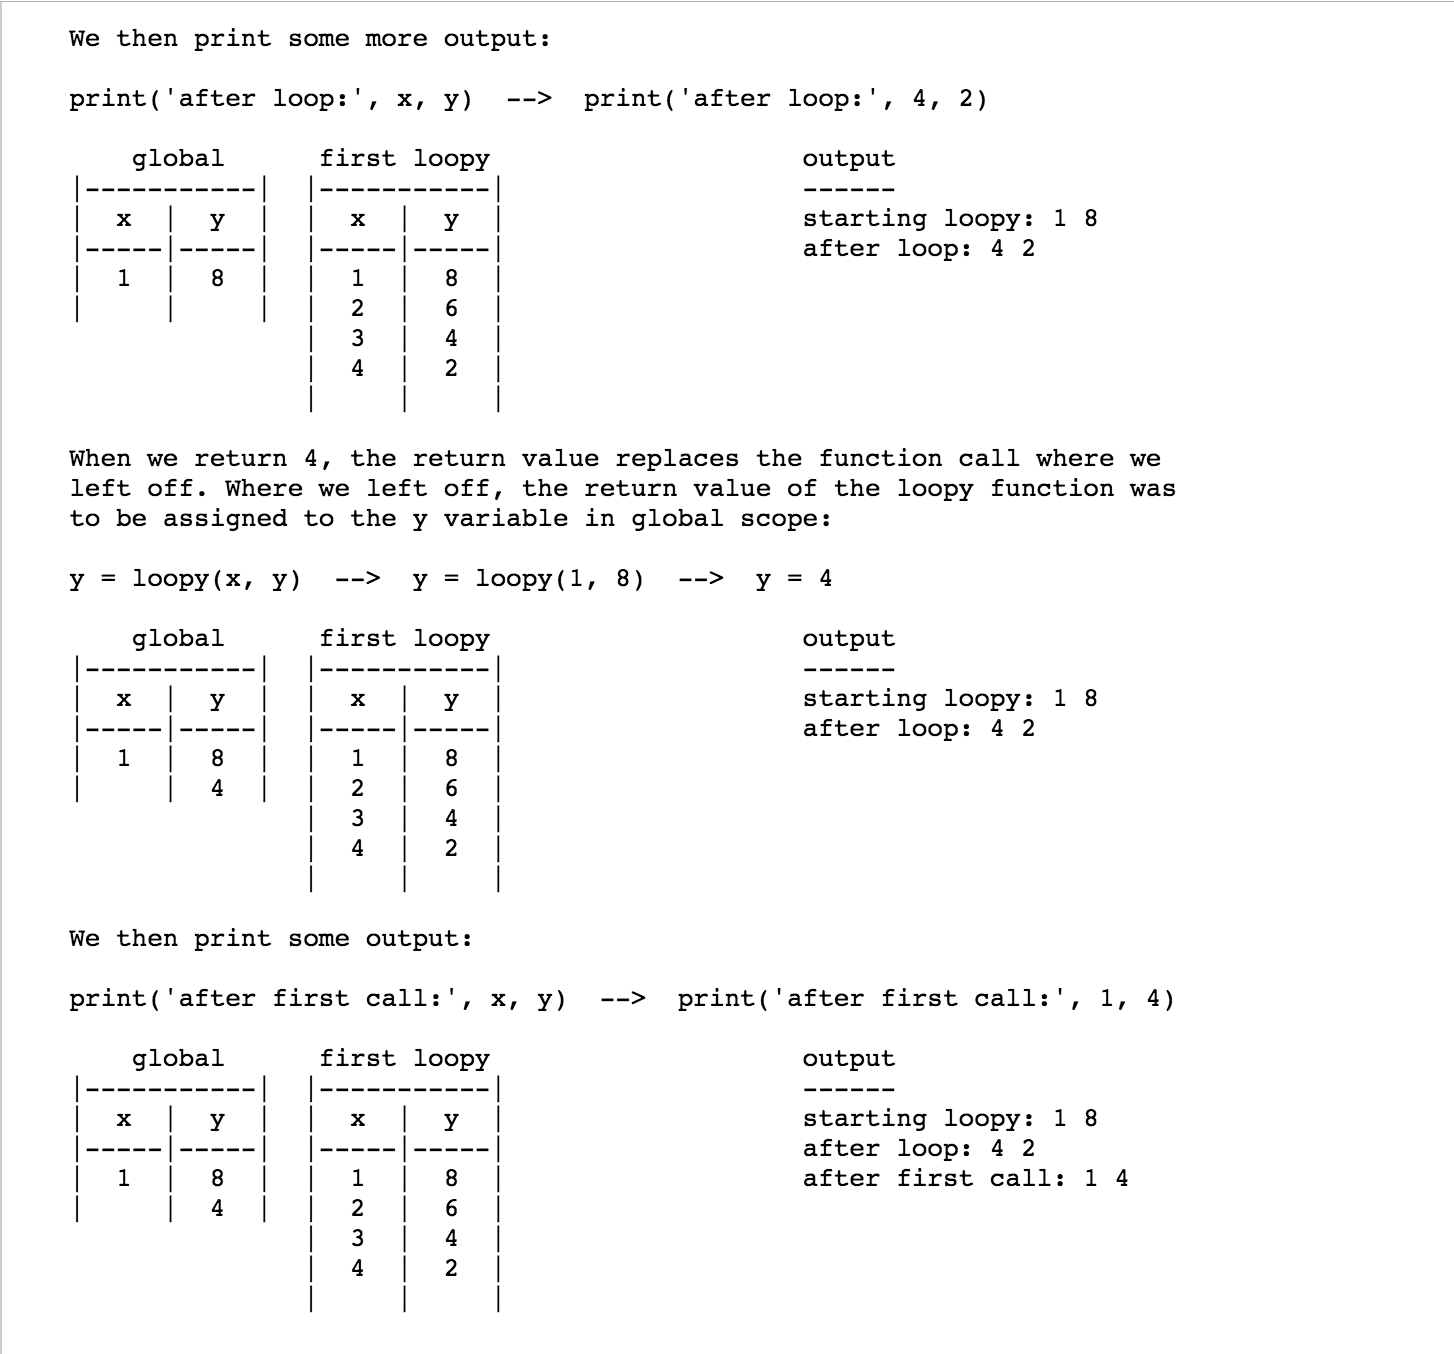 We then print some more output:
print('after loop:', x, y)  -->  print('after loop:', 4, 2)
    global      first loopy                    output
|-----------|  |-----------|                   ------
|  x  |  y  |  |  x  |  y  |                   starting loopy: 1 8
|-----|-----|  |-----|-----|                   after loop: 4 2
|  1  |  8  |  |  1  |  8  |
|     |     |  |  2  |  6  |
               |  3  |  4  |
               |  4  |  2  |
               |     |     |
When we return 4, the return value replaces the function call where we
left off. Where we left off, the return value of the loopy function was
to be assigned to the y variable in global scope:
y = loopy(x, y)  -->  y = loopy(1, 8)  -->  y = 4
    global      first loopy                    output
|-----------|  |-----------|                   ------
|  x  |  y  |  |  x  |  y  |                   starting loopy: 1 8
|-----|-----|  |-----|-----|                   after loop: 4 2
|  1  |  8  |  |  1  |  8  |
|     |  4  |  |  2  |  6  |
               |  3  |  4  |
               |  4  |  2  |
               |     |     |
We then print some output:
print('after first call:', x, y)  -->  print('after first call:', 1, 4)
    global      first loopy                    output
|-----------|  |-----------|                   ------
|  x  |  y  |  |  x  |  y  |                   starting loopy: 1 8
|-----|-----|  |-----|-----|                   after loop: 4 2
|  1  |  8  |  |  1  |  8  |                   after first call: 1 4
|     |  4  |  |  2  |  6  |
               |  3  |  4  |
               |  4  |  2  |
               |     |     |